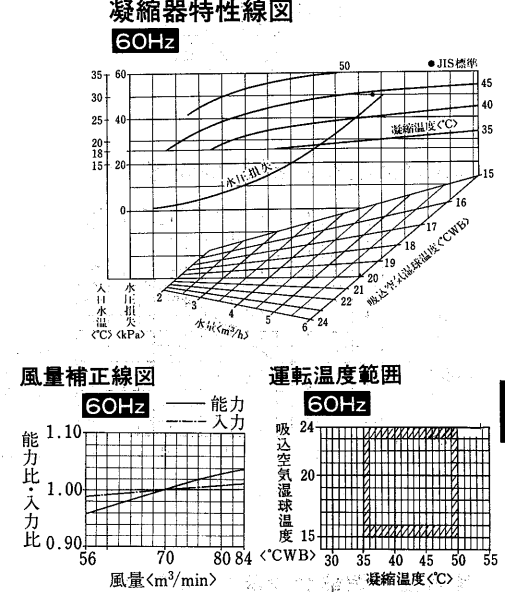 凝縮器特性線図
60Hz
50
●JIS標準
35
60
45
30
40
25
40
20
凝縮温度<℃>
35
18
20
15
水圧損失
15
0
16
17
18
19
20
21
22
24
吸込空気湿球温度<℃WB>
2
3
4
5
6
水量<m³/h>
入口水温<℃>
水圧損失<kPa>
風量補正線図
60Hz
能力
入力
能力比・入力比
1.10
1.00
0.90
56
70
80
84
風量<m³/min>
運転温度範囲
60Hz
吸込空気湿球温度<℃WB>
24
20
15
30
35
40
45
50
55
凝縮温度<℃>